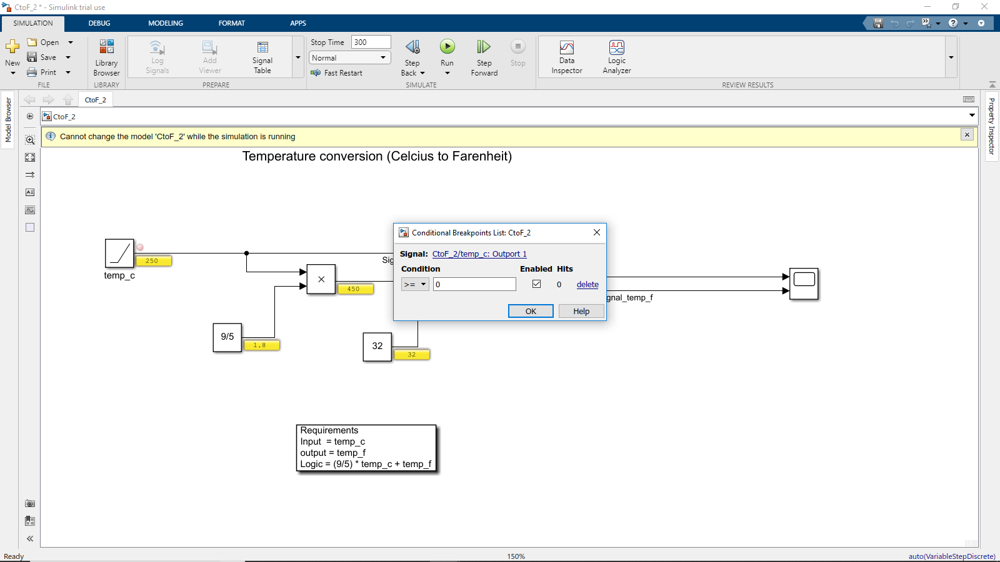 CtoF_2 * - Simulink trial use
SIMULATION DEBUG MODELING FORMAT APPS
New
Open
Save
Print
FILE
Library Browser
LIBRARY
Log Signals
Add Viewer
Signal Table
PREPARE
Stop Time 300
Normal
Fast Restart
Step Back
Run
Step Forward
Stop
SIMULATE
Data Inspector
Logic Analyzer
REVIEW RESULTS
Model Browser
Property Inspector
CtoF_2
CtoF_2
Cannot change the model 'CtoF_2' while the simulation is running
Temperature conversion (Celcius to Farenheit)
250
temp_c
Sig
×
450
9/5
1.8
32
32
gnal_temp_f
Conditional Breakpoints List: CtoF_2
Signal: CtoF_2/temp_c: Outport 1
Condition Enabled Hits
>= 0 0 delete
OK Help
Requirements
Input = temp_c
output = temp_f
Logic = (9/5) * temp_c + temp_f
Ready 150% auto(VariableStepDiscrete)